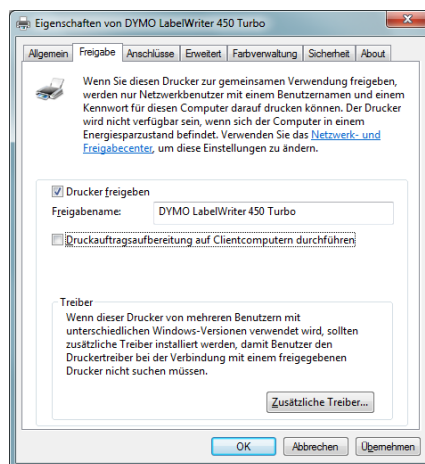 Eigenschaften von DYMO LabelWriter 450 Turbo
Allgemein Freigabe Anschlüsse Erweitert Farbverwaltung Sicherheit About
Wenn Sie diesen Drucker zur gemeinsamen Verwendung freigeben,
werden nur Netzwerkbenutzer mit einem Benutzernamen und einem
Kennwort für diesen Computer darauf drucken können. Der Drucker
wird nicht verfügbar sein, wenn sich der Computer in einem
Energiesparzustand befindet. Verwenden Sie das Netzwerk- und
Freigabecenter, um diese Einstellungen zu ändern.
Drucker freigeben
Freigabename: DYMO LabelWriter 450 Turbo
Druckauftragsaufbereitung auf Clientcomputern durchführen
Treiber
Wenn dieser Drucker von mehreren Benutzern mit
unterschiedlichen Windows-Versionen verwendet wird, sollten
zusätzliche Treiber installiert werden, damit Benutzer den
Druckertreiber bei der Verbindung mit einem freigegebenen
Drucker nicht suchen müssen.
Zusätzliche Treiber...
OK Abbrechen Übernehmen